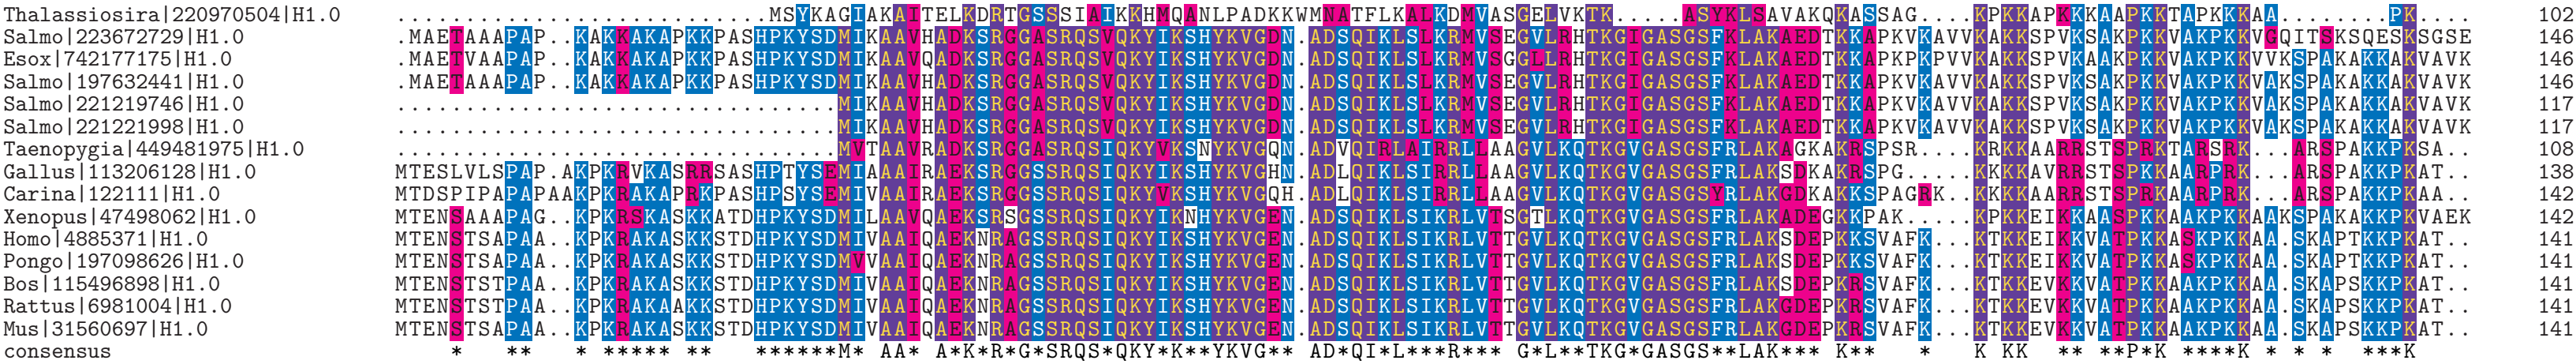 Thalassiosira|220970504|H1.0 ...........................MSYKAGIAKAITELKDRTGSSSIAIKKHMQANLPADKKWMNATFLKALKDMVASGELVKTK.....ASYKLSAVAKQKASSAG....KPKKAPKKKAAPKKTAPKKKAA........PK.... 102
Salmo|223672729|H1.0 .MAETAAAPAP..KAKKAKAPKKPASHPKYSDMIKAAVHADKSRGGASRQSVQKYIKSHYKVGDN.ADSQIKLSLKRMVSEGVLRHTKGIGASGSFKLAKAEDTKKAPKVKAVVKAKKSPVKSAKPKKVAKPKKVGQITSKSQESKSGSE 146
Esox|742177175|H1.0 .MAETVAAPAP..KAKKAKAPKKPASHPKYSDMIKAAVQADKSRGGASRQSVQKYIKSHYKVGDN.ADSQIKLSLKRMVSGGLLRHTKGIGASGSFKLAKAEDTKKAPKPKPVVKAKKSPVKAAKPKKVAKPKKVVKSPAKAKKAKVAVK 146
Salmo|197632441|H1.0 .MAETAAAPAP..KAKKAKAPKKPASHPKYSDMIKAAVHADKSRGGASRQSVQKYIKSHYKVGDN.ADSQIKLSLKRMVSEGVLRHTKGIGASGSFKLAKAEDTKKAPKVKAVVKAKKSPVKSAKPKKVAKPKKVAKSPAKAKKAKVAVK 146
Salmo|221219746|H1.0 ................................MIKAAVHADKSRGGASRQSVQKYIKSHYKVGDN.ADSQIKLSLKRMVSEGVLRHTKGIGASGSFKLAKAEDTKKAPKVKAVVKAKKSPVKSAKPKKVAKPKKVAKSPAKAKKAKVAVK 117
Salmo|221221998|H1.0 ................................MIKAAVHADKSRGGASRQSVQKYIKSHYKVGDN.ADSQIKLSLKRMVSEGVLRHTKGIGASGSFKLAKAEDTKKAPKVKAVVKAKKSPVKSAKPKKVAKPKKVAKSPAKAKKAKVAVK 117
Taenopygia|449481975|H1.0 ................................MVTAAVRADKSRGGASRQSIQKYVKSNYKVGQN.ADVQIRLAIRRLLAAGVLKQTKGVGASGSFRLAKAGKAKRSPSR....KRKKAARRSTSPRKTARSRK...ARSPAKKPKSA.. 108
Gallus|113206128|H1.0 MTESLVLSPAP.AKPKRVKASRRSASHPTYSEMIAAAIRAEKSRGGSSRQSIQKYIKSHYKVGHN.ADLQIKLSIRRLLAAGVLKQTKGVGASGSFRLAKSDKAKRSPG.....KKKKAVRRSTSPKKAARPRK...ARSPAKKPKAT.. 138
Carina|122111|H1.0 MTDSPIPAPAPAAKPKRAKAPRKPASHPSYSEMIAAAIRAEKSRGGSSRQSIQKYVKSHYKVGQH.ADLQIKLSIRRLLAAGVLKQTKGVGASGSYRLAKGDKAKKSPAGRK..KKKKAARRSTSPRKAARPRK...ARSPAKKPKAA.. 142
Xenopus|47498062|H1.0 MTENSAAAPAG..KPKRSKASKKATDHPKYSDMILAAVQAEKSRSGSSRQSIQKYIKNHYKVGEN.ADSQIKLSIKRLVTSGTLKQTKGVGASGSFRLAKADEGKKPAK.....KPKKEIKKAASPKKAAKPKKAAKSPAKAKKPKVAEK 142
Homo|4885371|H1.0 MTENSTSAPAA..KPKRAKASKKSTDHPKYSDMIVAAIQAEKNRAGSSRQSIQKYIKSHYKVGEN.ADSQIKLSIKRLVTTGVLKQTKGVGASGSFRLAKSDEPKKSVAFK...KTKKEIKKVATPKKASKPKKAA.SKAPTKKPKAT.. 141
Pongo|197098626|H1.0 MTENSTSAPAA..KPKRAKASKKSTDHPKYSDMVVAAIQAEKNRAGSSRQSIQKYIKSHYKVGEN.ADSQIKLSIKRLVTTGVLKQTKGVGASGSFRLAKSDEPKKSVAFK...KTKKEIKKVATPKKASKPKKAA.SKAPTKKPKAT.. 141
Bos|115496898|H1.0 MTENSTSTPAA..KPKRAKASKKSTDHPKYSDMIVAAIQAEKNRAGSSRQSIQKYIKSHYKVGEN.ADSQIKLSIKRLVTTGVLKQTKGVGASGSFRLAKSDEPKRSVAFK...KTKKEVKKVATPKKAAKPKKAA.SKAPSKKPKAT.. 141
Rattus|6981004|H1.0 MTENSTSTPAA..KPKRAKAAKKSTDHPKYSDMIVAAIQAEKNRAGSSRQSIQKYIKSHYKVGEN.ADSQIKLSIKRLVTTGVLKQTKGVGASGSFRLAKGDEPKRSVAFK...KTKKEVKKVATPKKAAKPKKAA.SKAPSKKPKAT.. 141
Mus|31560697|H1.0 MTENSTSAPAA..KPKRAKASKKSTDHPKYSDMIVAAIQAEKNRAGSSRQSIQKYIKSHYKVGEN.ADSQIKLSIKRLVTTGVLKQTKGVGASGSFRLAKGDEPKRSVAFK...KTKKEVKKVATPKKAAKPKKAA.SKAPSKKPKAT.. 141
consensus * ** * ***** ** ******M* AA* A*K*R*G*SRQS*QKY*K**YKVG** AD*QI*L***R*** G*L**TKG*GASGS**LAK*** K** * K KK ** **P*K ****K * * ***K